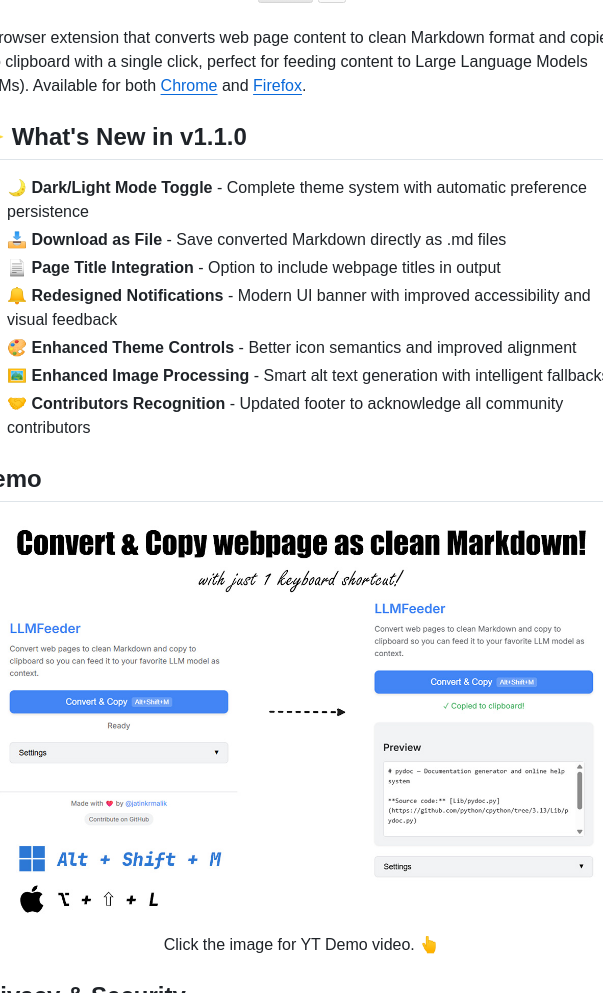 rowser extension that converts web page content to clean Markdown format and copie
clipboard with a single click, perfect for feeding content to Large Language Models
Ms). Available for both Chrome and Firefox.
✨ What's New in v1.1.0
🌙 Dark/Light Mode Toggle - Complete theme system with automatic preference
persistence
📥 Download as File - Save converted Markdown directly as .md files
📄 Page Title Integration - Option to include webpage titles in output
🔔 Redesigned Notifications - Modern UI banner with improved accessibility and
visual feedback
🎨 Enhanced Theme Controls - Better icon semantics and improved alignment
🖼️ Enhanced Image Processing - Smart alt text generation with intelligent fallbacks
🤝 Contributors Recognition - Updated footer to acknowledge all community
contributors
emo
Convert & Copy webpage as clean Markdown!
with just 1 keyboard shortcut!
LLMFeeder
Convert web pages to clean Markdown and copy to
clipboard so you can feed it to your favorite LLM model as
context.
Convert & Copy Alt+Shift+M
Ready
Settings ▼
Made with ❤ by @jatinkrmalik
Contribute on GitHub
Alt + Shift + M
⌥ + ⇧ + L
LLMFeeder
Convert web pages to clean Markdown and copy to
clipboard so you can feed it to your favorite LLM model as
context.
Convert & Copy Alt+Shift+M
✓ Copied to clipboard!
Preview
# pydoc — Documentation generator and online help
system
**Source code:** [Lib/pydoc.py]
(https://github.com/python/cpython/tree/3.13/Lib/p
ydoc.py)
Settings ▼
Click the image for YT Demo video. 👆
ivacy & Security